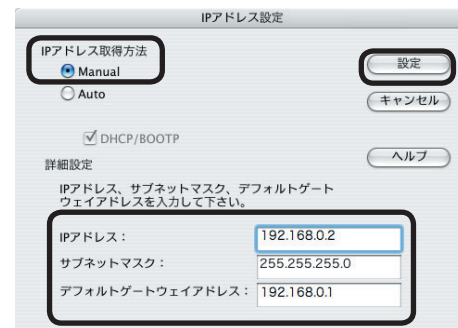 IPアドレス設定
IPアドレス取得方法
Manual
Auto
DHCP/BOOTP
設定
キャンセル
ヘルプ
詳細設定
IPアドレス、サブネットマスク、デフォルトゲート
ウェイアドレスを入力して下さい。
IPアドレス： 192.168.0.2
サブネットマスク： 255.255.255.0
デフォルトゲートウェイアドレス： 192.168.0.1